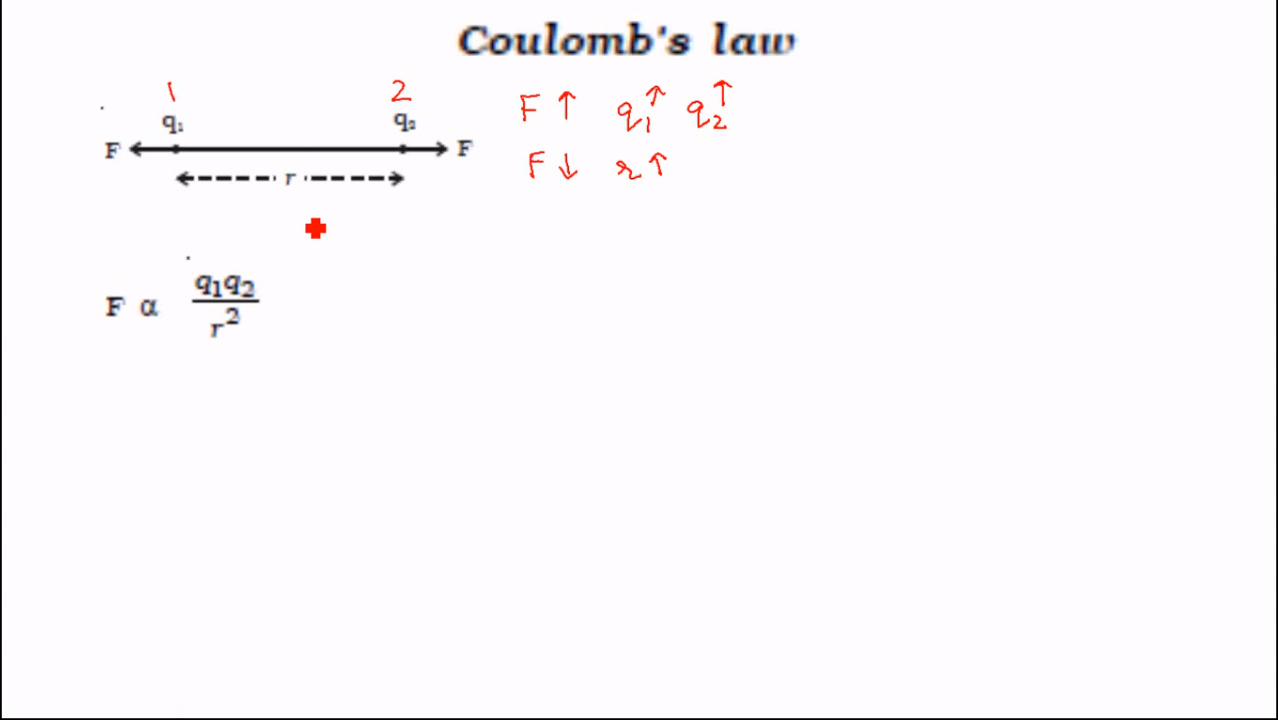 Coulomb's law
1 2
q₁ q₂
F F
r
F ↑ q₁↑ q₂↑
F ↓ r ↑
F α q₁q₂ / r²